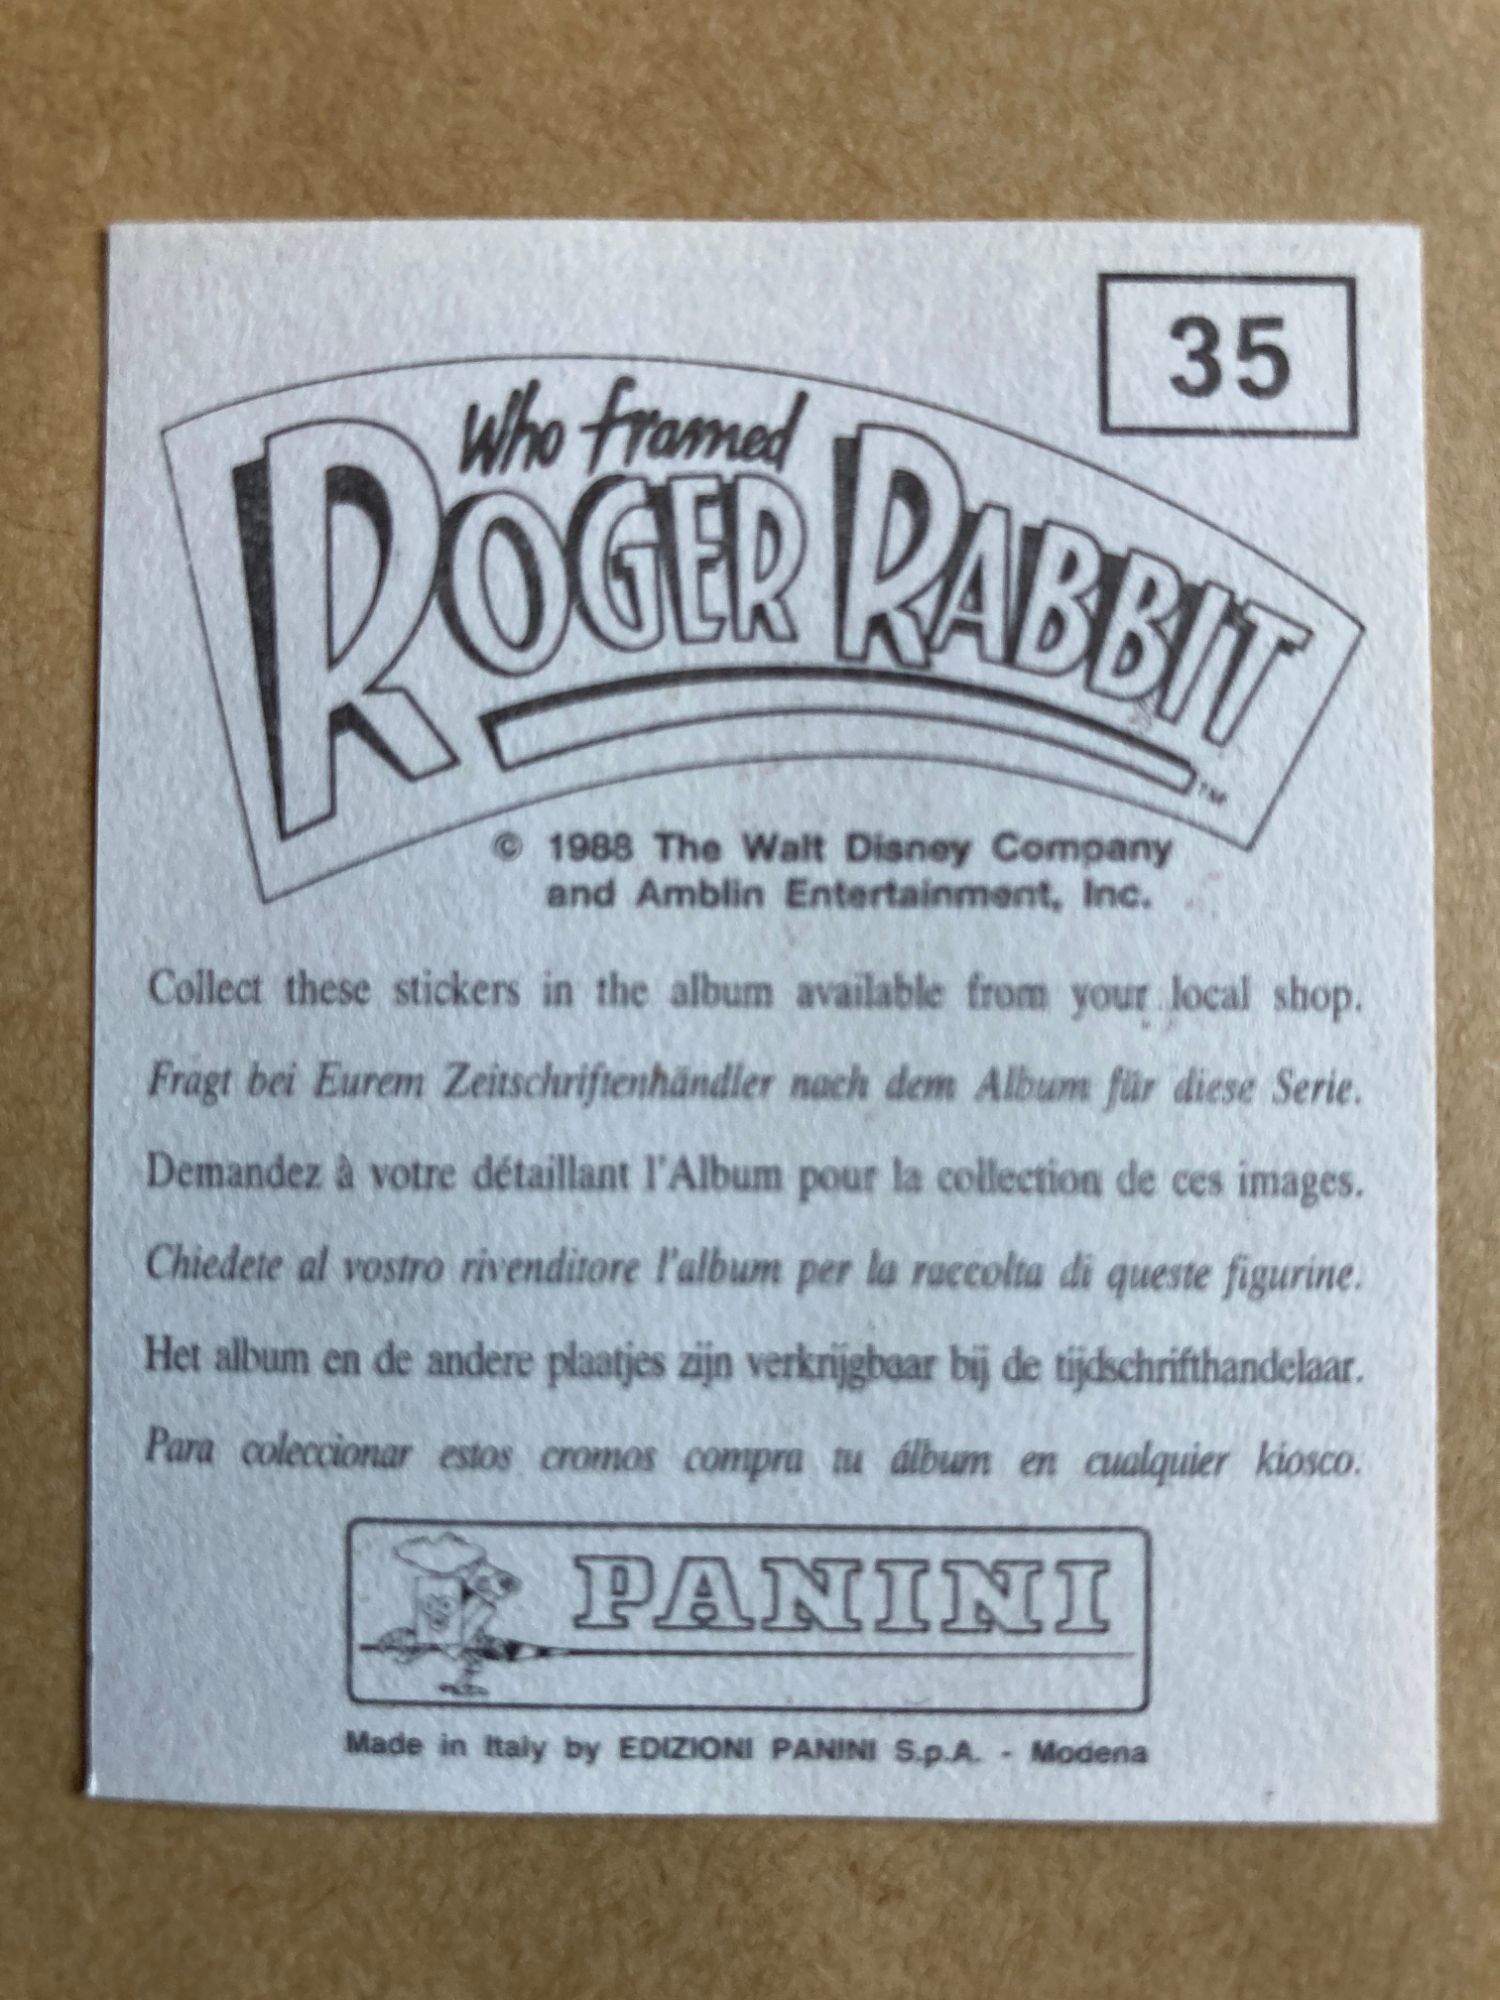 35
Who framed
ROGER RABBIT
TM
© 1988 The Walt Disney Company
and Amblin Entertainment, Inc.
Collect these stickers in the album available from your local shop.
Fragt bei Eurem Zeitschriftenhändler nach dem Album für diese Serie.
Demandez à votre détaillant l'Album pour la collection de ces images.
Chiedete al vostro rivenditore l'album per la raccolta di queste figurine.
Het album en de andere plaatjes zijn verkrijgbaar bij de tijdschrifthandelaar.
Para coleccionar estos cromos compra tu álbum en cualquier kiosco.
PANINI
Made in Italy by EDIZIONI PANINI S.p.A. - Modena